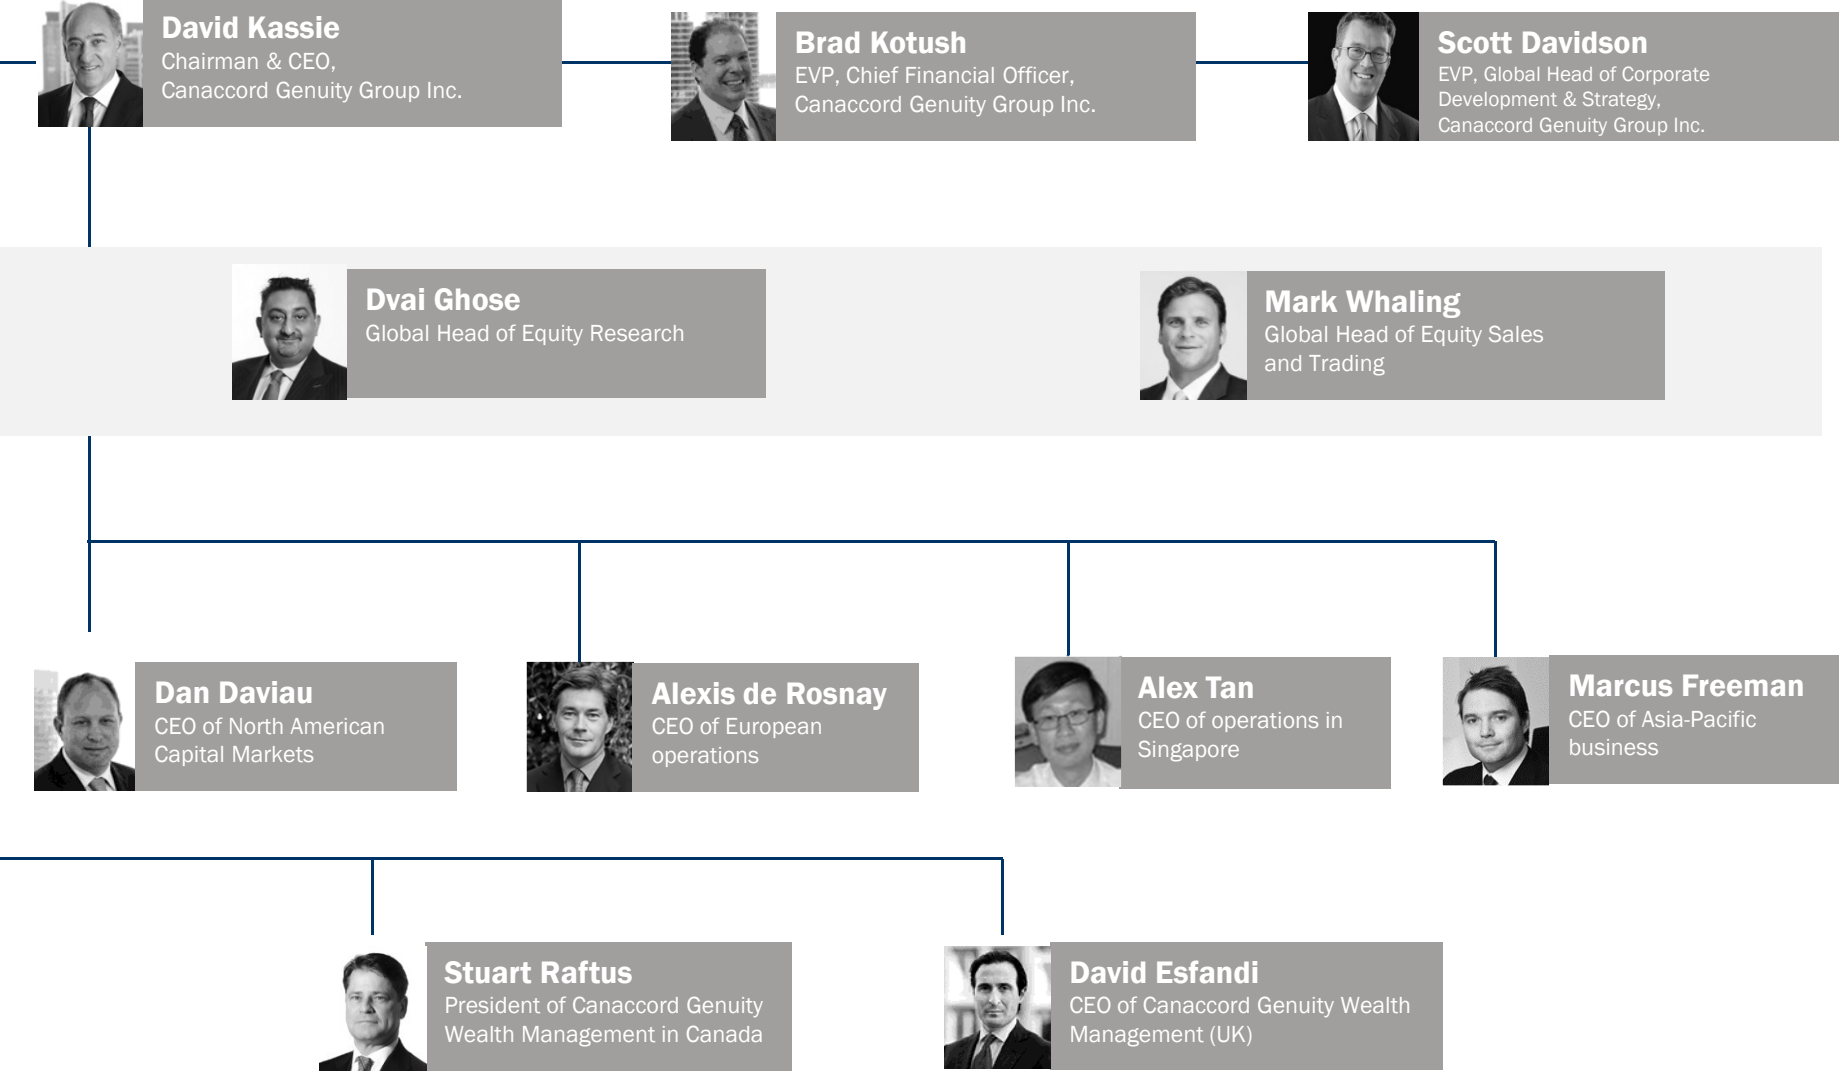 David Kassie
Chairman & CEO,
Canaccord Genuity Group Inc.
Brad Kotush
EVP, Chief Financial Officer,
Canaccord Genuity Group Inc.
Scott Davidson
EVP, Global Head of Corporate
Development & Strategy,
Canaccord Genuity Group Inc.
Dvai Ghose
Global Head of Equity Research
Mark Whaling
Global Head of Equity Sales
and Trading
Dan Daviau
CEO of North American
Capital Markets
Alexis de Rosnay
CEO of European
operations
Alex Tan
CEO of operations in
Singapore
Marcus Freeman
CEO of Asia-Pacific
business
Stuart Raftus
President of Canaccord Genuity
Wealth Management in Canada
David Esfandi
CEO of Canaccord Genuity Wealth
Management (UK)